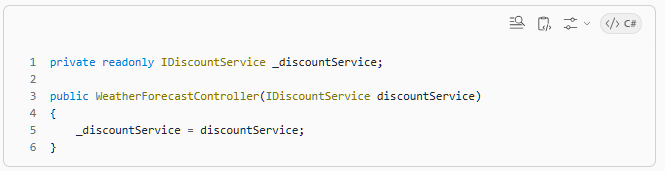 C#
1 private readonly IDiscountService _discountService;
2
3 public WeatherForecastController(IDiscountService discountService)
4 {
5     _discountService = discountService;
6 }